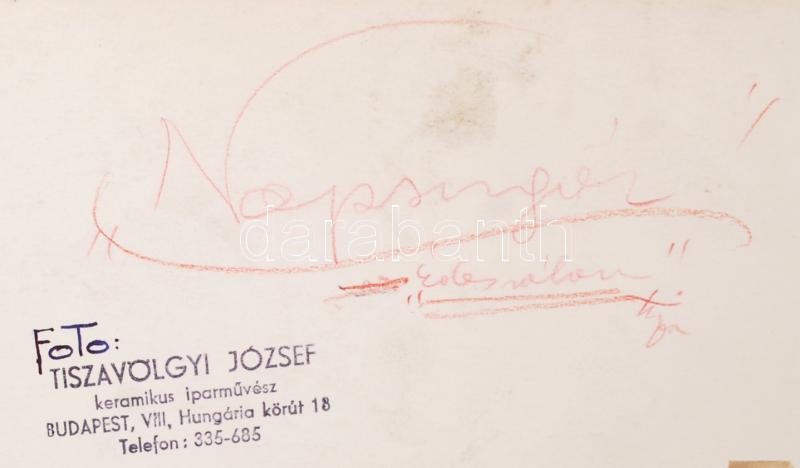 „Napsugár"
FOTO:
TISZAVÖLGYI JÓZSEF
keramikus iparművész
BUDAPEST, VIII, Hungária körút 18
Telefon: 335-685
darabanth